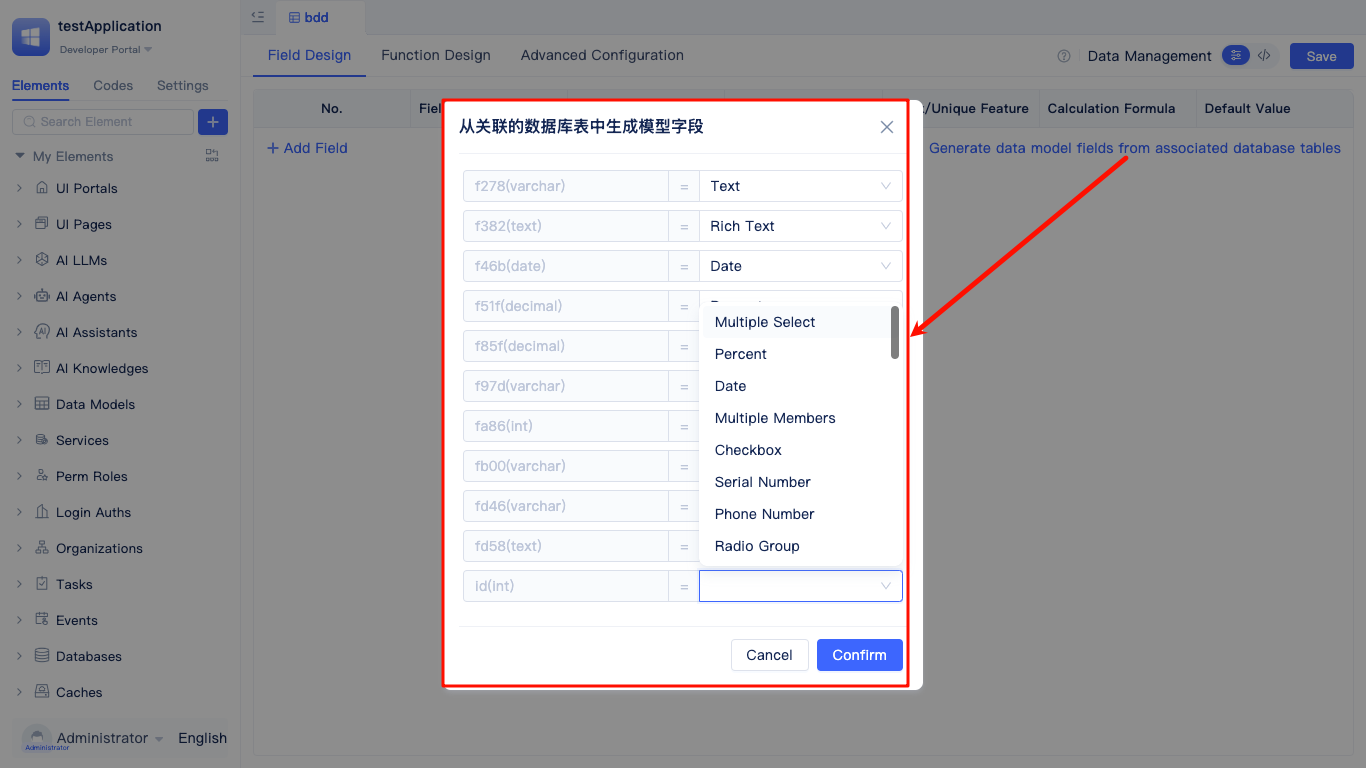 testApplication
Developer Portal
Elements
Codes
Settings
Search Element
My Elements
UI Portals
UI Pages
AI LLMs
AI Agents
AI Assistants
AI Knowledges
Data Models
Services
Perm Roles
Login Auths
Organizations
Tasks
Events
Databases
Caches
Administrator
Administrator
English
bdd
Field Design
Function Design
Advanced Configuration
Data Management
Save
No.
/Unique Feature
Calculation Formula
Default Value
+ Add Field
Generate data model fields from associated database tables
从关联的数据库表中生成模型字段
f278(varchar) = Text
f382(text) = Rich Text
f46b(date) = Date
f51f(decimal) =
f85f(decimal) =
f97d(varchar) =
fa86(int) =
fb00(varchar) =
fd46(varchar) =
fd58(text) =
id(int) =
Multiple Select
Percent
Date
Multiple Members
Checkbox
Serial Number
Phone Number
Radio Group
Cancel
Confirm